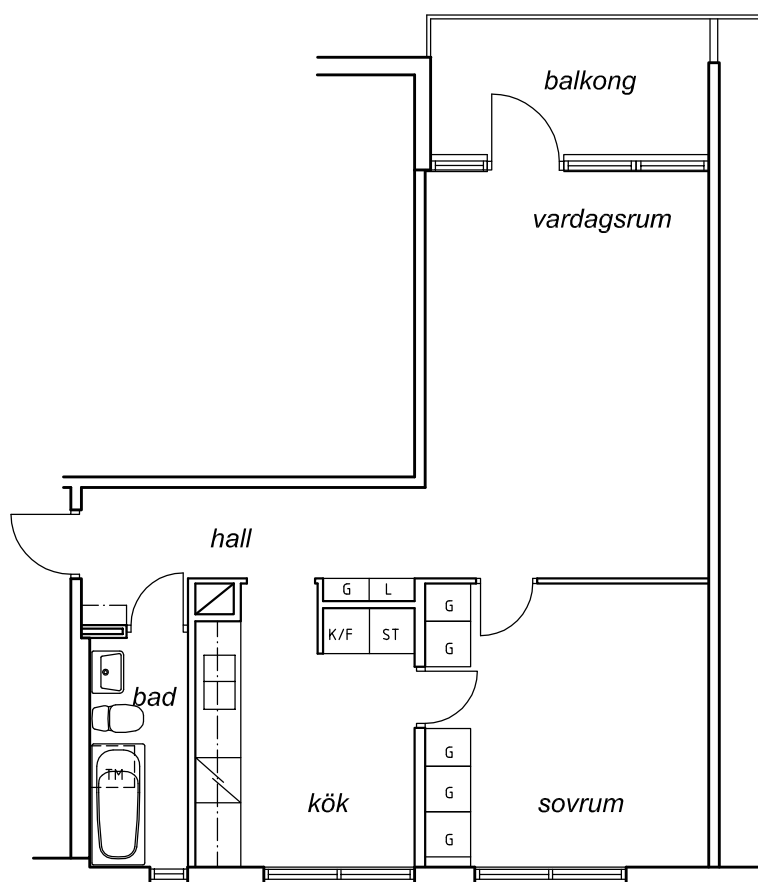 balkong
vardagsrum
hall
G L
G
K/F ST
G
bad
G
TM
G
kök
sovrum
G